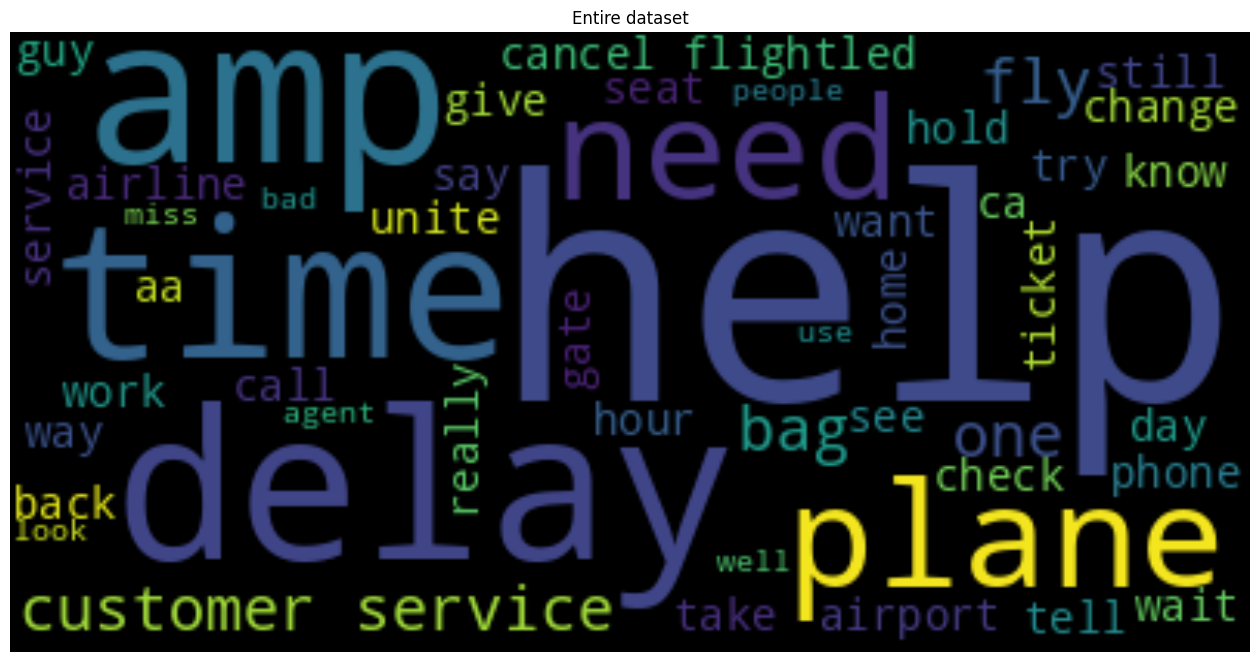 Entire dataset
guy
amp
cancel flightled
seat
people
give
fly
still
change
need
hold
service
airline
bad
say
try
know
miss
unite
help
want
ca
time
aa
gate
use
home
ticket
work
call
agent
really
hour
bag
see
one
day
way
delay
check
phone
back
look
plane
well
customer service
take
airport
tell
wait